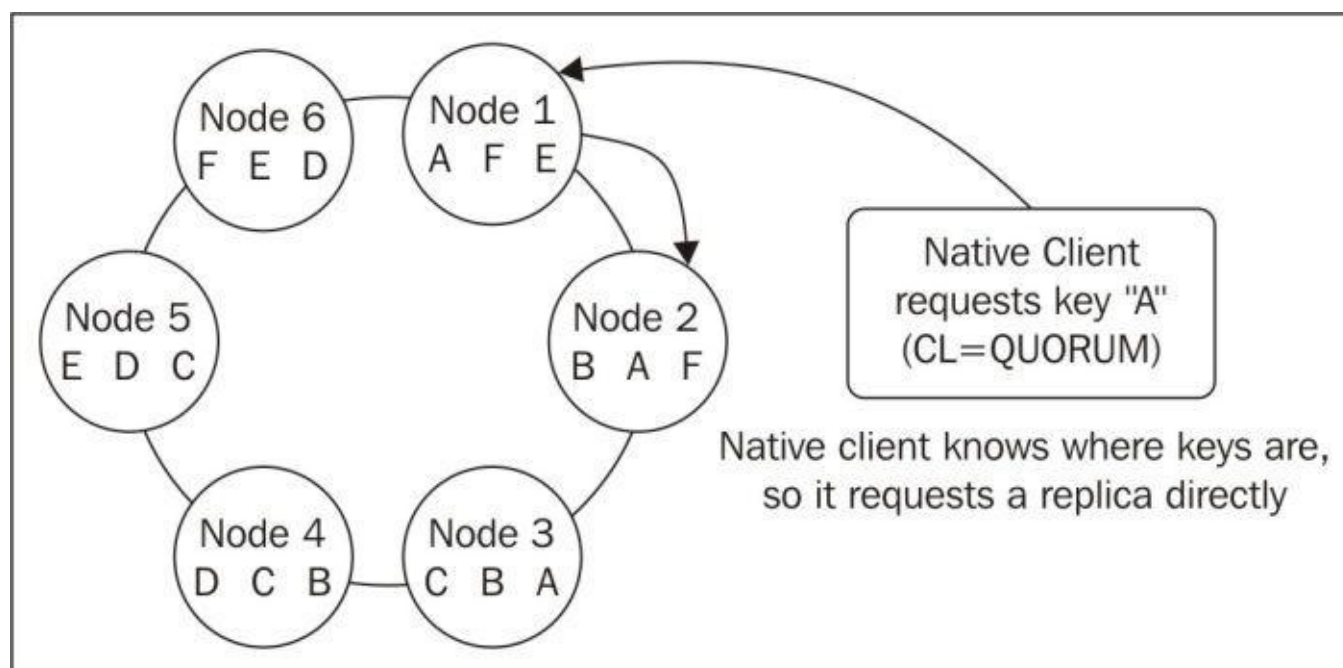 Node 6
F E D
Node 1
A F E
Node 5
E D C
Node 2
B A F
Node 4
D C B
Node 3
C B A
Native Client
requests key "A"
(CL=QUORUM)
Native client knows where keys are,
so it requests a replica directly